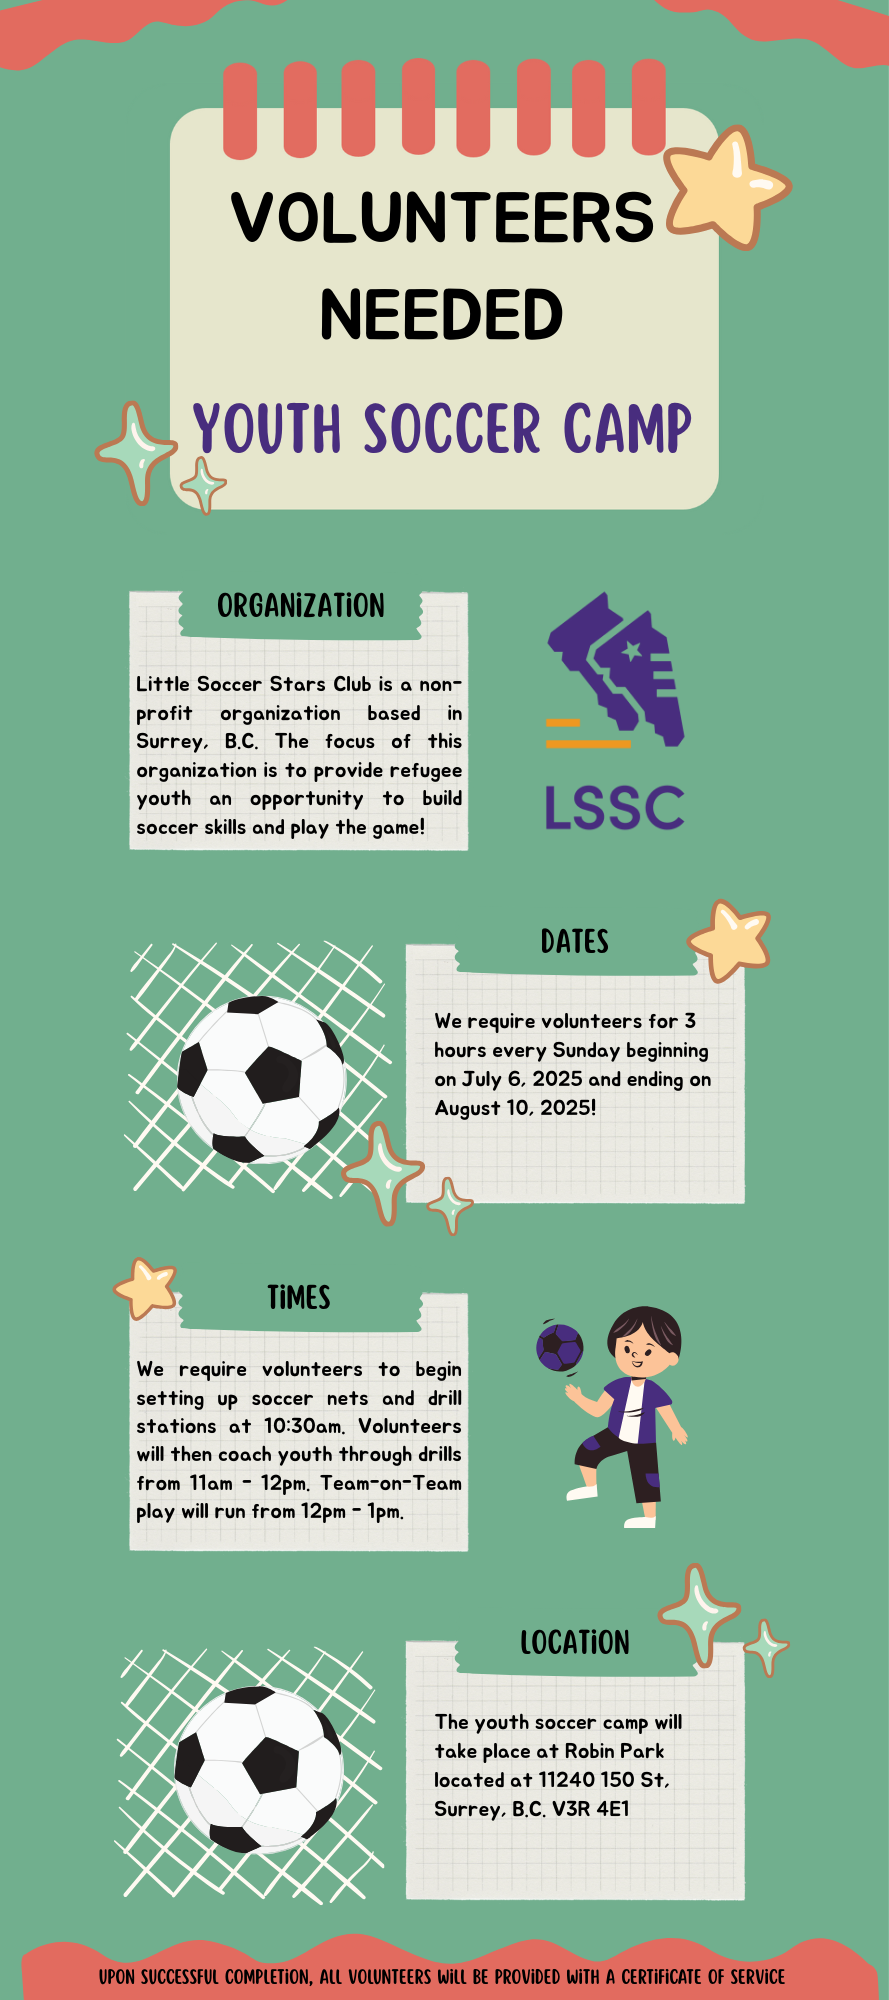 VOLUNTEERS
NEEDED
YOUTH SOCCER CAMP
ORGANIZATION
Little Soccer Stars Club is a non-
profit organization based in
Surrey, B.C. The focus of this
organization is to provide refugee
youth an opportunity to build
soccer skills and play the game!
LSSC
DATES
We require volunteers for 3
hours every Sunday beginning
on July 6, 2025 and ending on
August 10, 2025!
TIMES
We require volunteers to begin
setting up soccer nets and drill
stations at 10:30am. Volunteers
will then coach youth through drills
from 11am - 12pm. Team-on-Team
play will run from 12pm - 1pm.
LOCATION
The youth soccer camp will
take place at Robin Park
located at 11240 150 St,
Surrey, B.C. V3R 4E1
UPON SUCCESSFUL COMPLETION, ALL VOLUNTEERS WILL BE PROVIDED WITH A CERTIFICATE OF SERVICE